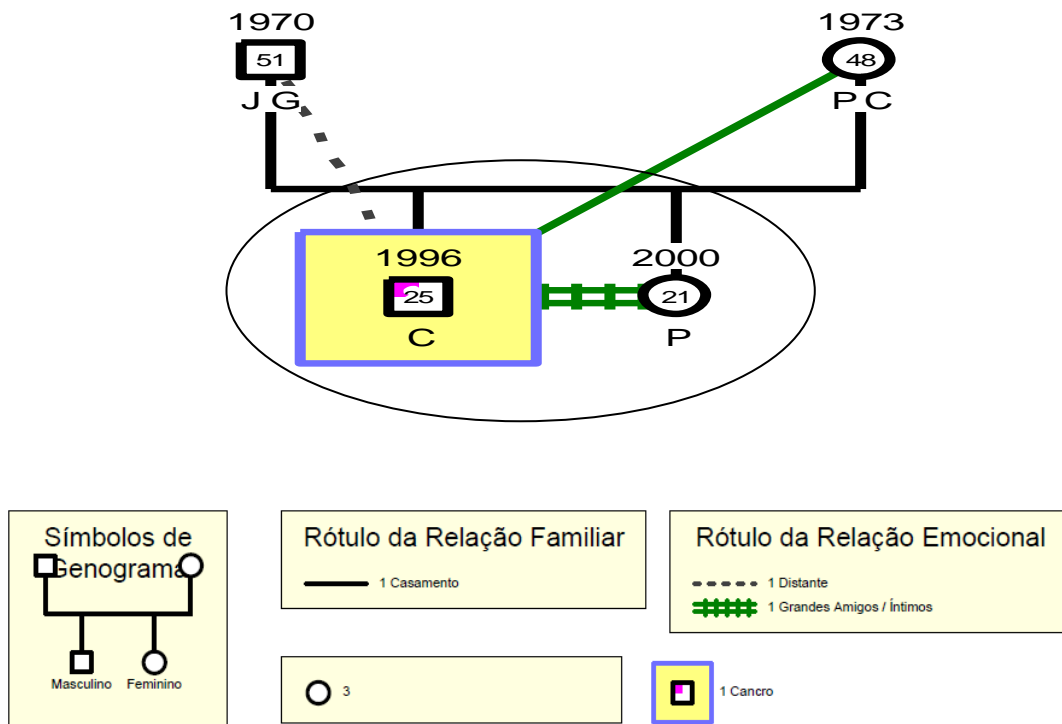 1970 1973
51 48
J G P C
1996 2000
25 21
C P
Símbolos de
Genograma
Masculino Feminino
Rótulo da Relação Familiar
1 Casamento
Rótulo da Relação Emocional
1 Distante
1 Grandes Amigos / Íntimos
3
1 Cancro